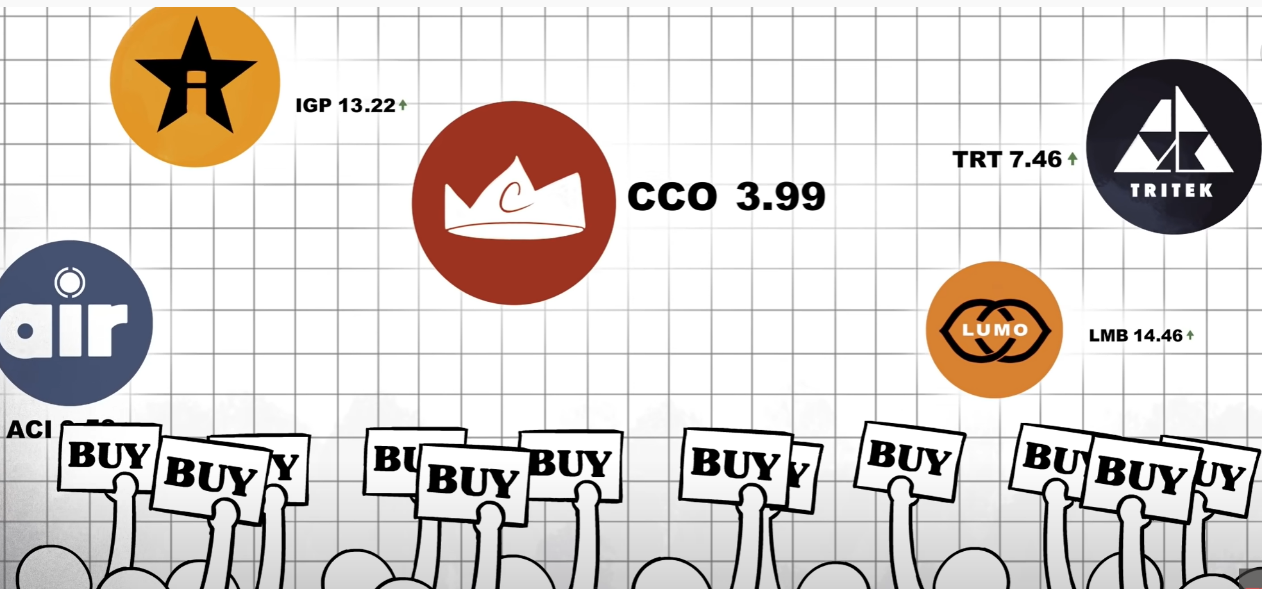 i
IGP 13.22
C
CCO 3.99
TRT 7.46
TRITEK
air
LUMO
LMB 14.46
ACI
BUY
BUY
BUY
BUY
BUY
BUY
BUY
BUY